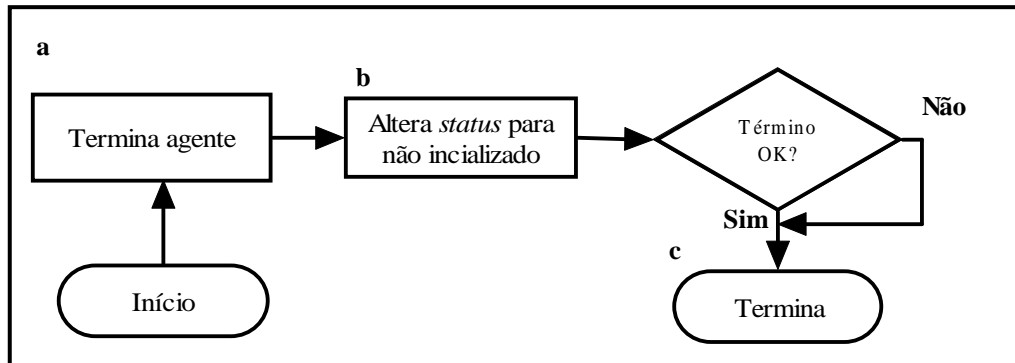 a
b
Não
Termina agente
Altera status para
não incializado
Término
OK?
Sim
c
Início
Termina